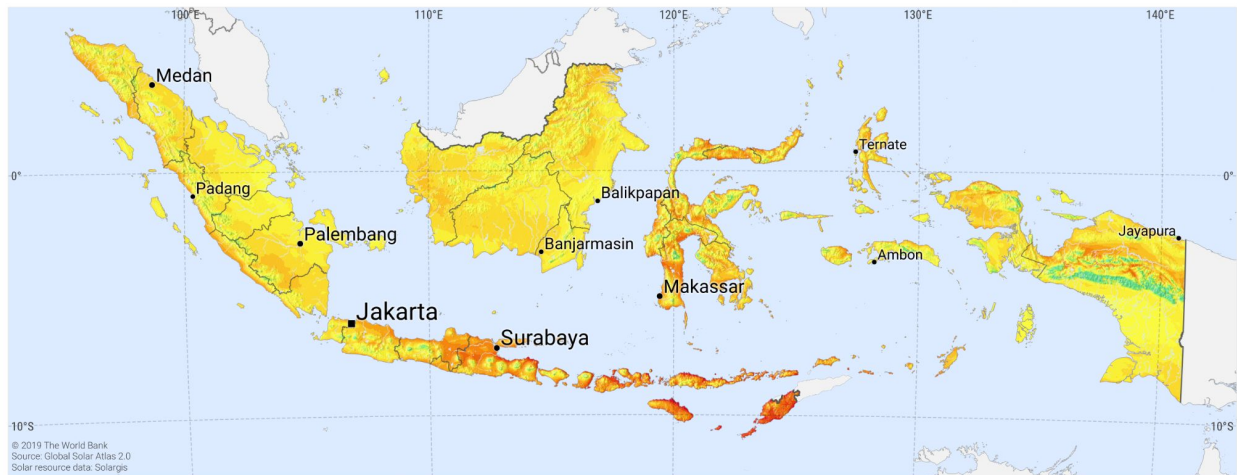 100°E
110°E
120°E
130°E
140°E
Medan
Ternate
0°
0°
Padang
Balikpapan
Palembang
Jayapura
Banjarmasin
Ambon
Makassar
Jakarta
Surabaya
10°S
10°S
© 2019 The World Bank
Source: Global Solar Atlas 2.0
Solar resource data: Solargis